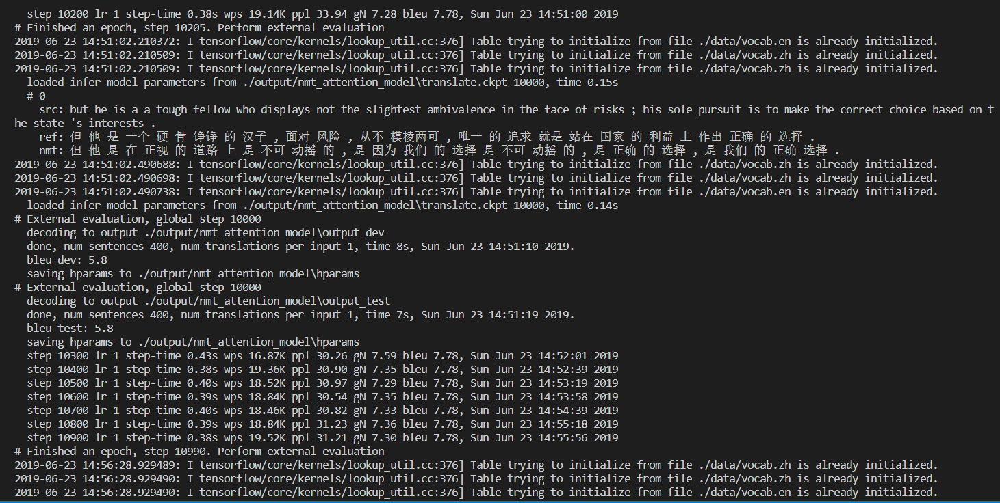 step 10200 lr 1 step-time 0.38s wps 19.14K ppl 33.94 gN 7.28 bleu 7.78, Sun Jun 23 14:51:00 2019
# Finished an epoch, step 10205. Perform external evaluation
2019-06-23 14:51:02.210372: I tensorflow/core/kernels/lookup_util.cc:376] Table trying to initialize from file ./data/vocab.en is already initialized.
2019-06-23 14:51:02.210509: I tensorflow/core/kernels/lookup_util.cc:376] Table trying to initialize from file ./data/vocab.zh is already initialized.
2019-06-23 14:51:02.210509: I tensorflow/core/kernels/lookup_util.cc:376] Table trying to initialize from file ./data/vocab.zh is already initialized.
loaded infer model parameters from ./output/nmt_attention_model\translate.ckpt-10000, time 0.15s
# 0
src: but he is a a tough fellow who displays not the slightest ambivalence in the face of risks ; his sole pursuit is to make the correct choice based on t
he state 's interests .
ref: 但 他 是 一个 硬 骨 铮铮 的 汉子 , 面对 风险 , 从不 模棱两可 , 唯一 的 追求 就是 站在 国家 的 利益 上 作出 正确 的 选择 .
nmt: 但 他 是 在 正视 的 道路 上 是 不可 动摇 的 , 是 因为 我们 的 选择 是 不可 动摇 的 , 是 正确 的 选择 , 是 我们 的 正确 选择 .
2019-06-23 14:51:02.490688: I tensorflow/core/kernels/lookup_util.cc:376] Table trying to initialize from file ./data/vocab.zh is already initialized.
2019-06-23 14:51:02.490698: I tensorflow/core/kernels/lookup_util.cc:376] Table trying to initialize from file ./data/vocab.zh is already initialized.
2019-06-23 14:51:02.490738: I tensorflow/core/kernels/lookup_util.cc:376] Table trying to initialize from file ./data/vocab.en is already initialized.
loaded infer model parameters from ./output/nmt_attention_model\translate.ckpt-10000, time 0.14s
# External evaluation, global step 10000
decoding to output ./output/nmt_attention_model\output_dev
done, num sentences 400, num translations per input 1, time 8s, Sun Jun 23 14:51:10 2019.
bleu dev: 5.8
saving hparams to ./output/nmt_attention_model\hparams
# External evaluation, global step 10000
decoding to output ./output/nmt_attention_model\output_test
done, num sentences 400, num translations per input 1, time 7s, Sun Jun 23 14:51:19 2019.
bleu test: 5.8
saving hparams to ./output/nmt_attention_model\hparams
step 10300 lr 1 step-time 0.43s wps 16.87K ppl 30.26 gN 7.59 bleu 7.78, Sun Jun 23 14:52:01 2019
step 10400 lr 1 step-time 0.38s wps 19.36K ppl 30.90 gN 7.35 bleu 7.78, Sun Jun 23 14:52:39 2019
step 10500 lr 1 step-time 0.40s wps 18.52K ppl 30.97 gN 7.29 bleu 7.78, Sun Jun 23 14:53:19 2019
step 10600 lr 1 step-time 0.39s wps 18.84K ppl 30.54 gN 7.35 bleu 7.78, Sun Jun 23 14:53:58 2019
step 10700 lr 1 step-time 0.40s wps 18.46K ppl 30.82 gN 7.33 bleu 7.78, Sun Jun 23 14:54:39 2019
step 10800 lr 1 step-time 0.39s wps 18.84K ppl 31.23 gN 7.36 bleu 7.78, Sun Jun 23 14:55:18 2019
step 10900 lr 1 step-time 0.38s wps 19.52K ppl 31.21 gN 7.30 bleu 7.78, Sun Jun 23 14:55:56 2019
# Finished an epoch, step 10990. Perform external evaluation
2019-06-23 14:56:28.929489: I tensorflow/core/kernels/lookup_util.cc:376] Table trying to initialize from file ./data/vocab.zh is already initialized.
2019-06-23 14:56:28.929490: I tensorflow/core/kernels/lookup_util.cc:376] Table trying to initialize from file ./data/vocab.zh is already initialized.
2019-06-23 14:56:28.929490: I tensorflow/core/kernels/lookup_util.cc:376] Table trying to initialize from file ./data/vocab.en is already initialized.